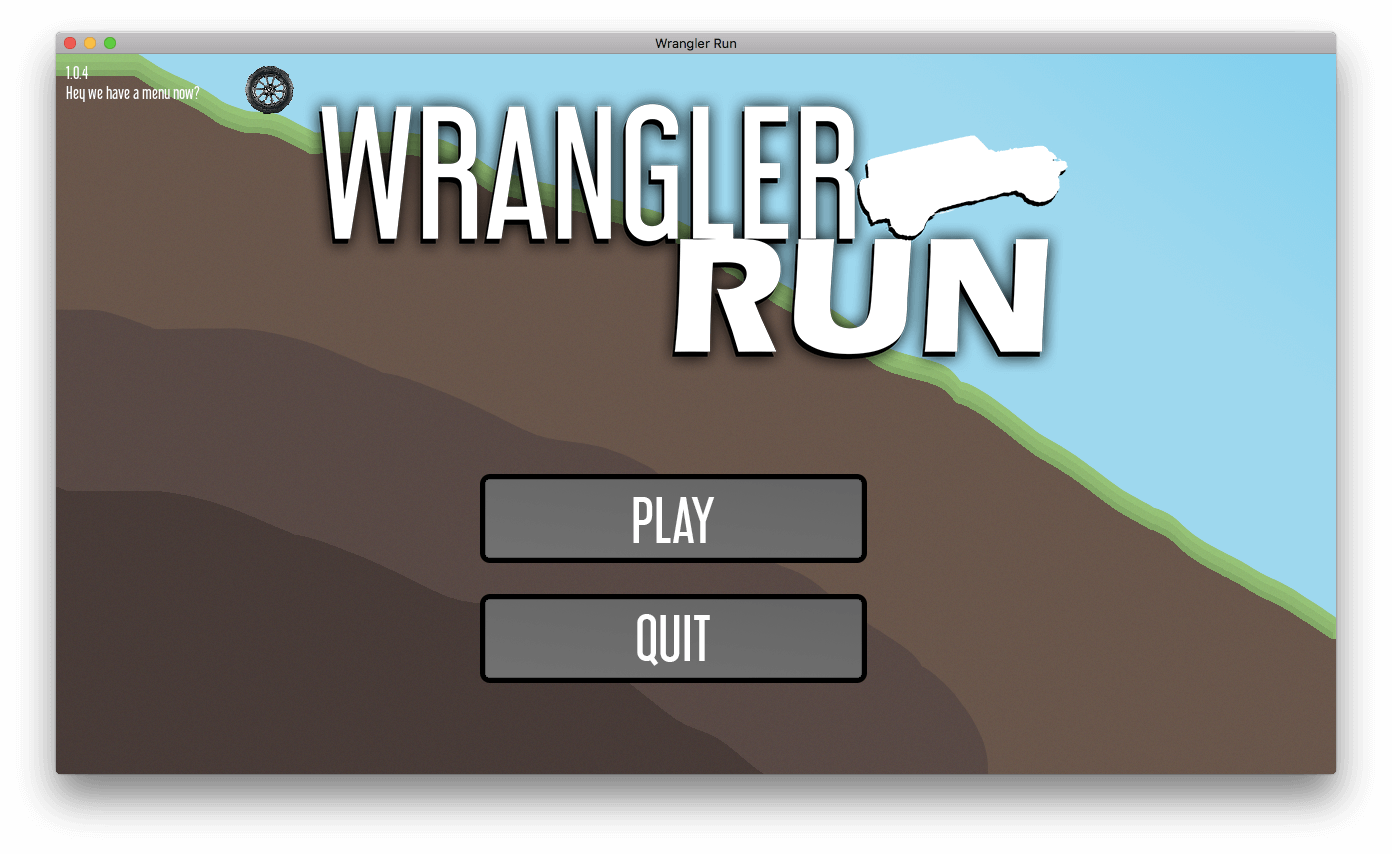 Wrangler Run
1.0.4
Hey we have a menu now?
WRANGLER
RUN
PLAY
QUIT